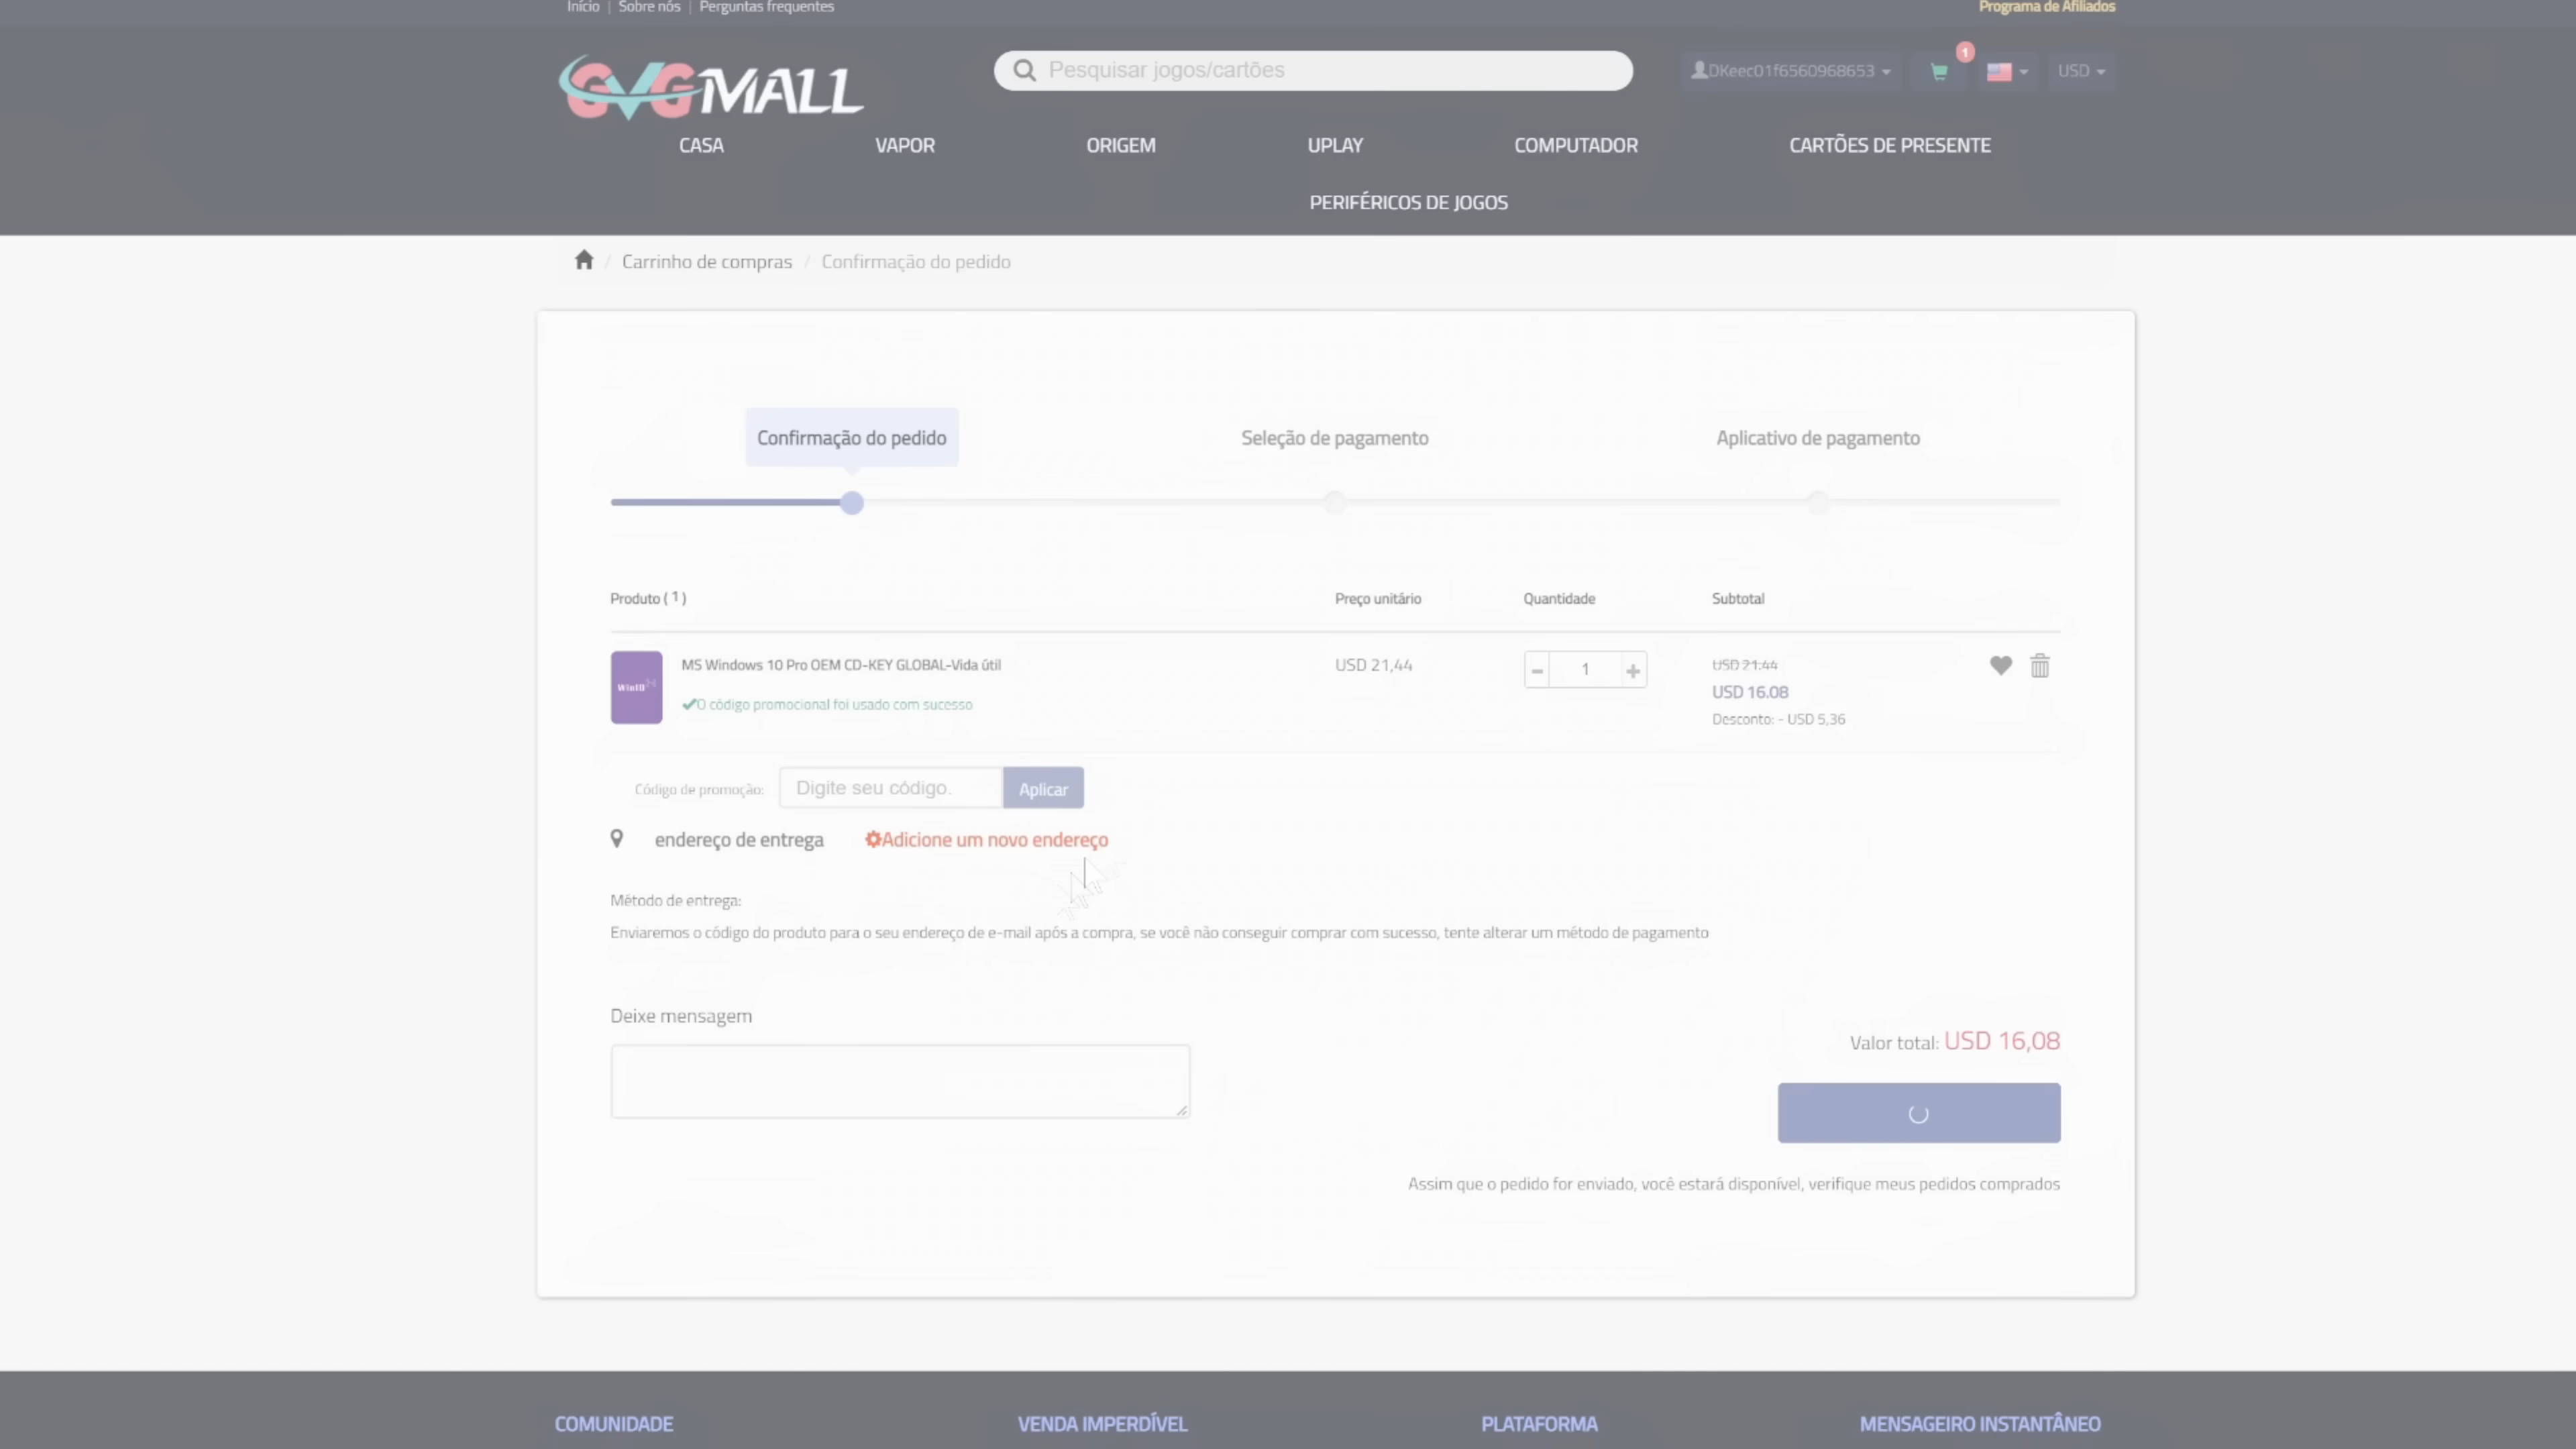 Início | Sobre nós | Perguntas frequentes
Programa de Afiliados
GVGMALL
Pesquisar jogos/cartões
DKeec01f6560968653
1
USD
CASA
VAPOR
ORIGEM
UPLAY
COMPUTADOR
CARTÕES DE PRESENTE
PERIFÉRICOS DE JOGOS
/ Carrinho de compras / Confirmação do pedido
Confirmação do pedido
Seleção de pagamento
Aplicativo de pagamento
Produto ( 1 )
Preço unitário
Quantidade
Subtotal
Win10
MS Windows 10 Pro OEM CD-KEY GLOBAL-Vida útil
USD 21,44
1
USD 21.44
USD 16.08
O código promocional foi usado com sucesso
Desconto: - USD 5,36
Código de promoção:
Digite seu código.
Aplicar
endereço de entrega
Adicione um novo endereço
Método de entrega:
Enviaremos o código do produto para o seu endereço de e-mail após a compra, se você não conseguir comprar com sucesso, tente alterar um método de pagamento
Deixe mensagem
Valor total: USD 16,08
Assim que o pedido for enviado, você estará disponível, verifique meus pedidos comprados
COMUNIDADE
VENDA IMPERDÍVEL
PLATAFORMA
MENSAGEIRO INSTANTÂNEO